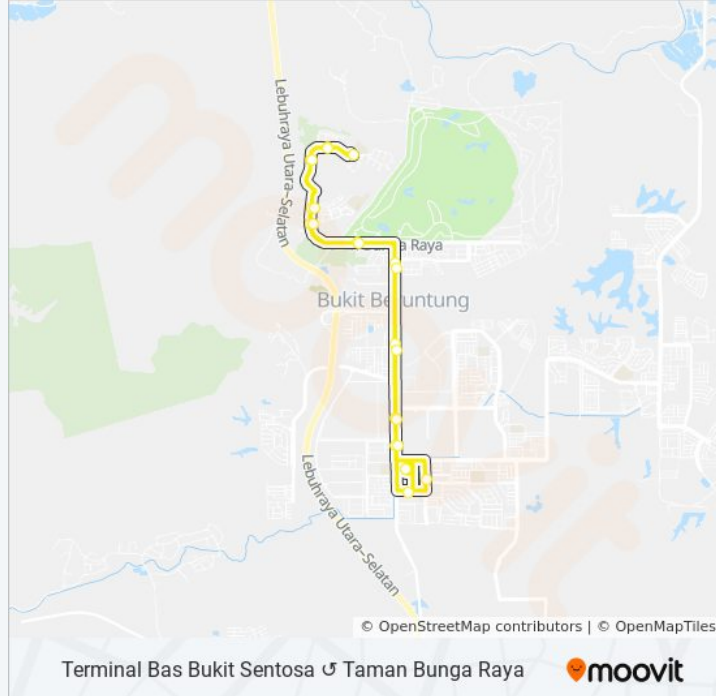 Lebuhraya Utara-Selatan
Raya
Bukit Beruntung
Lebuhraya Utara-Selatan
© OpenStreetMap contributors | © OpenMapTiles
Terminal Bas Bukit Sentosa ↺ Taman Bunga Raya
moovit